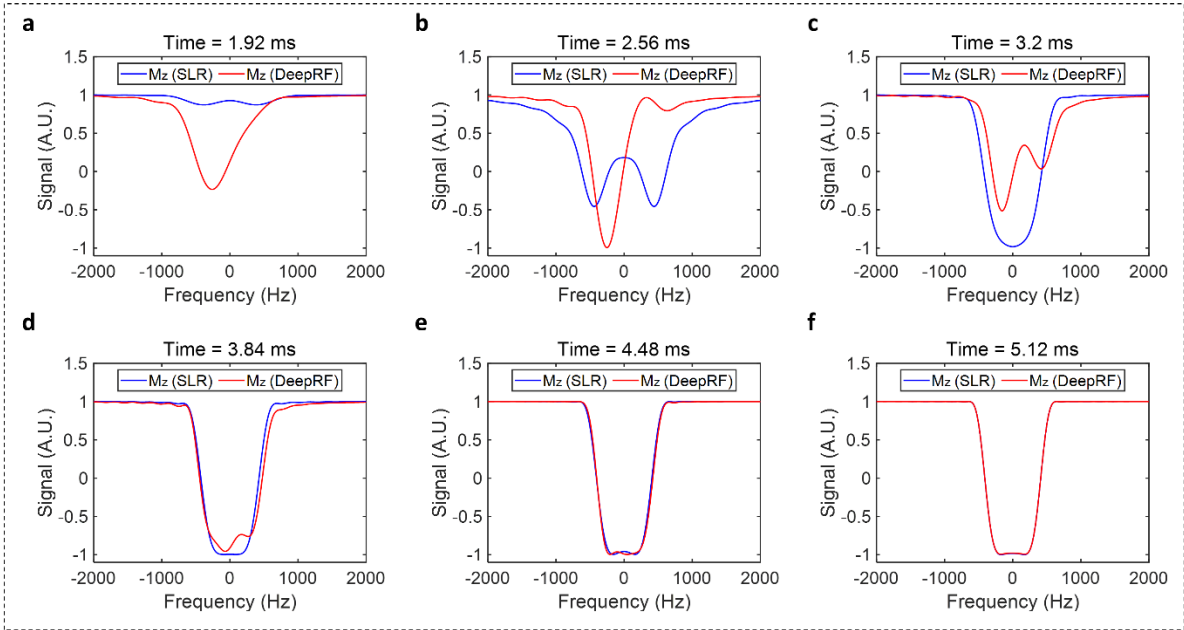 a
Time = 1.92 ms
Mz (SLR) Mz (DeepRF)
1.5
1
0.5
0
-0.5
-1
Signal (A.U.)
-2000 -1000 0 1000 2000
Frequency (Hz)
b
Time = 2.56 ms
Mz (SLR) Mz (DeepRF)
1.5
1
0.5
0
-0.5
-1
Signal (A.U.)
-2000 -1000 0 1000 2000
Frequency (Hz)
c
Time = 3.2 ms
Mz (SLR) Mz (DeepRF)
1.5
1
0.5
0
-0.5
-1
Signal (A.U.)
-2000 -1000 0 1000 2000
Frequency (Hz)
d
Time = 3.84 ms
Mz (SLR) Mz (DeepRF)
1.5
1
0.5
0
-0.5
-1
Signal (A.U.)
-2000 -1000 0 1000 2000
Frequency (Hz)
e
Time = 4.48 ms
Mz (SLR) Mz (DeepRF)
1.5
1
0.5
0
-0.5
-1
Signal (A.U.)
-2000 -1000 0 1000 2000
Frequency (Hz)
f
Time = 5.12 ms
Mz (SLR) Mz (DeepRF)
1.5
1
0.5
0
-0.5
-1
Signal (A.U.)
-2000 -1000 0 1000 2000
Frequency (Hz)